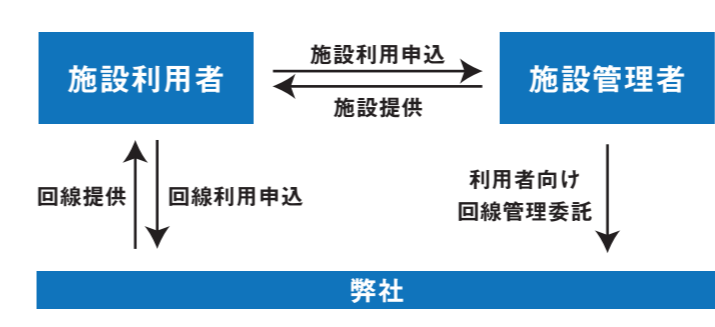 施設利用者
施設利用申込
施設提供
施設管理者
回線提供
回線利用申込
利用者向け
回線管理委託
弊社